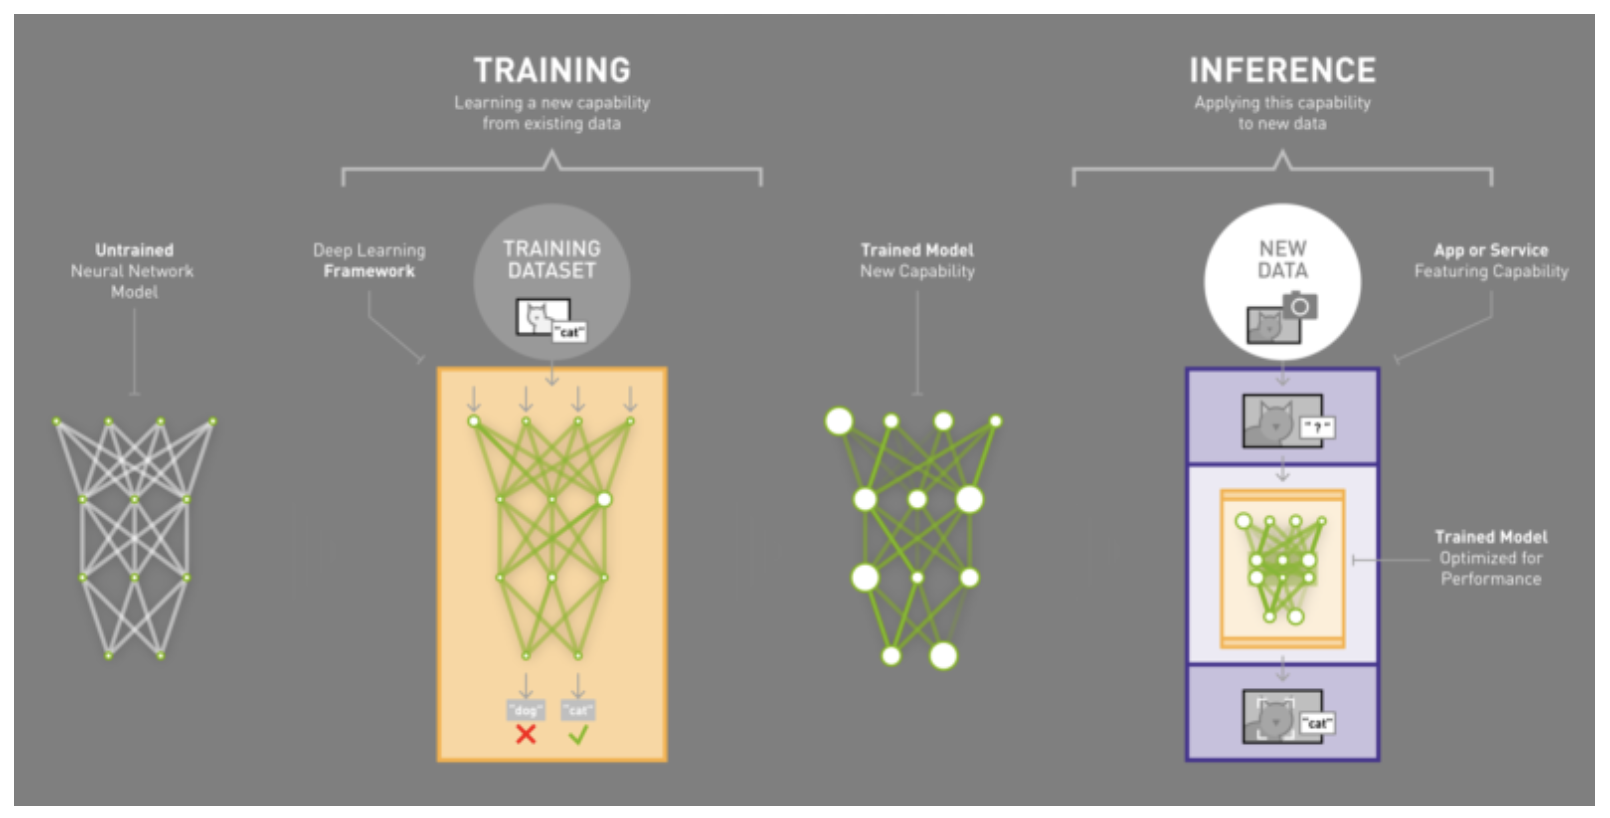 TRAINING
Learning a new capability
from existing data
INFERENCE
Applying this capability
to new data
Untrained
Neural Network
Model
Deep Learning
Framework
TRAINING
DATASET
"cat"
"dog"
"cat"
Trained Model
New Capability
NEW
DATA
App or Service
Featuring Capability
"?"
Trained Model
Optimized for
Performance
"cat"